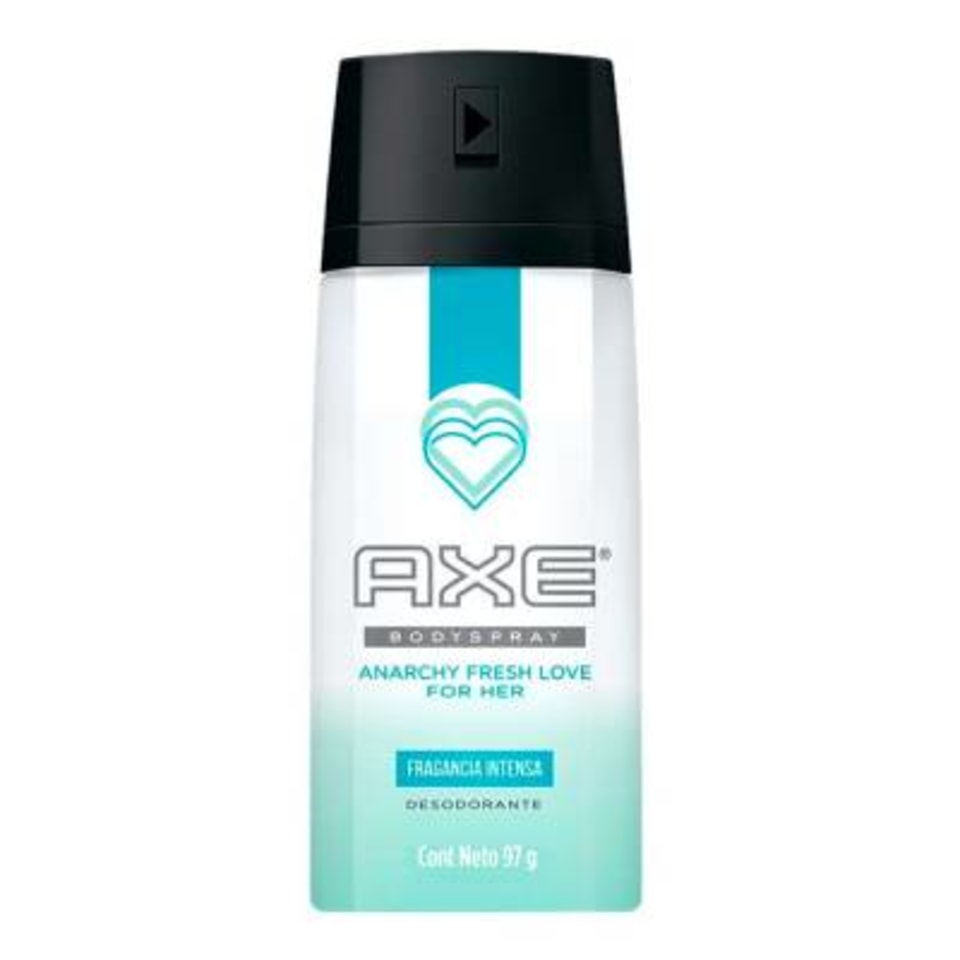 AXE®
BODYSPRAY
ANARCHY FRESH LOVE
FOR HER
FRAGANCIA INTENSA
DESODORANTE
Cont Neto 97 g